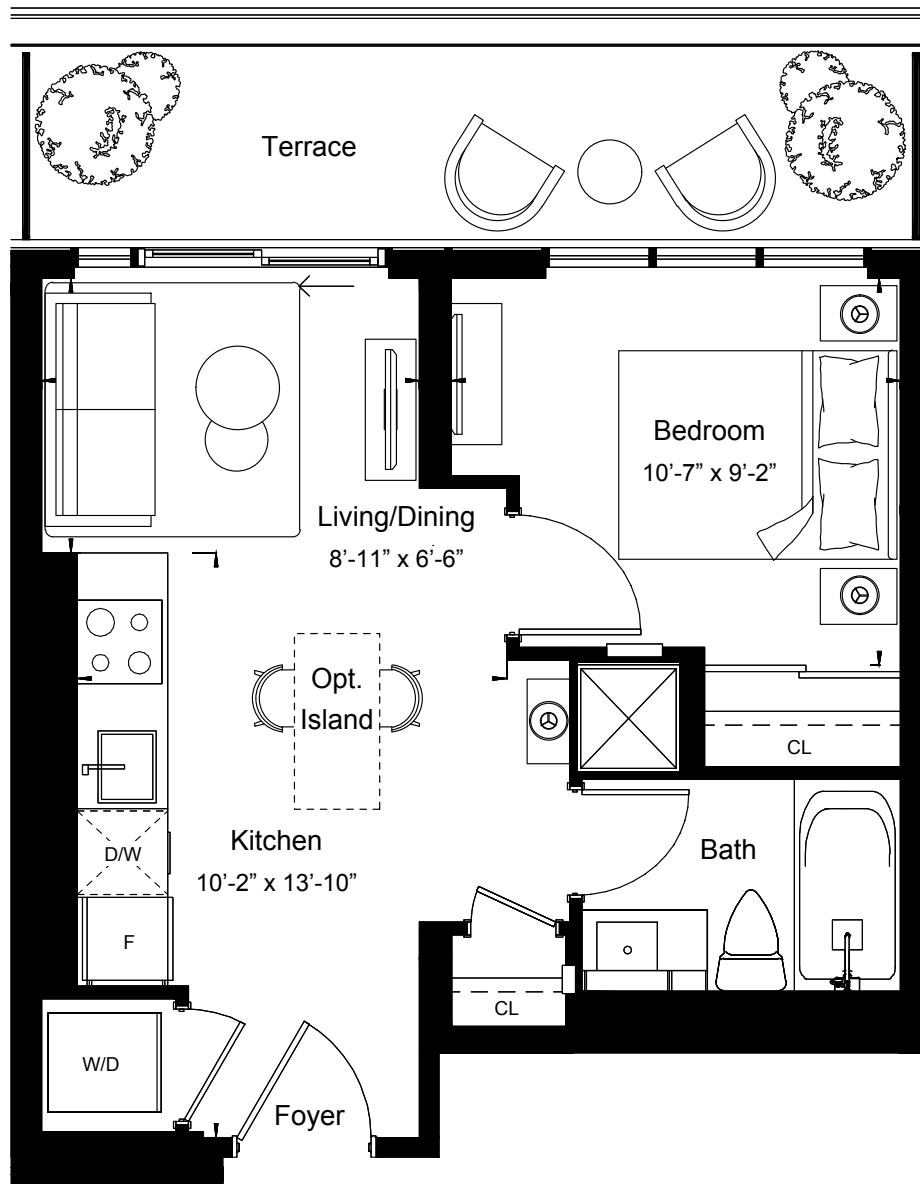 Terrace
Bedroom
10’-7” x 9’-2”
Living/Dining
8’-11” x 6’-6”
Opt.
Island
CL
Kitchen
10’-2” x 13’-10”
D/W
Bath
F
CL
W/D
Foyer